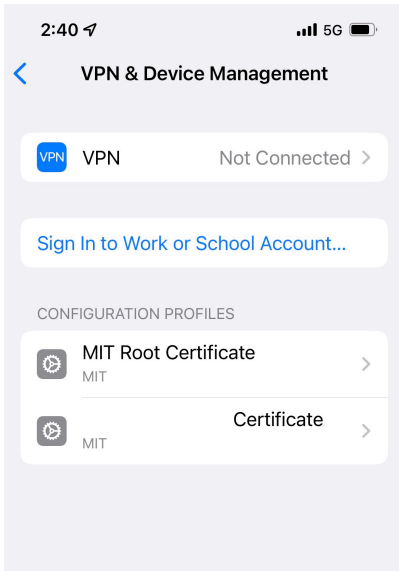 2:40 5G
VPN & Device Management
VPN VPN Not Connected
Sign In to Work or School Account...
CONFIGURATION PROFILES
MIT Root Certificate
MIT
Certificate
MIT